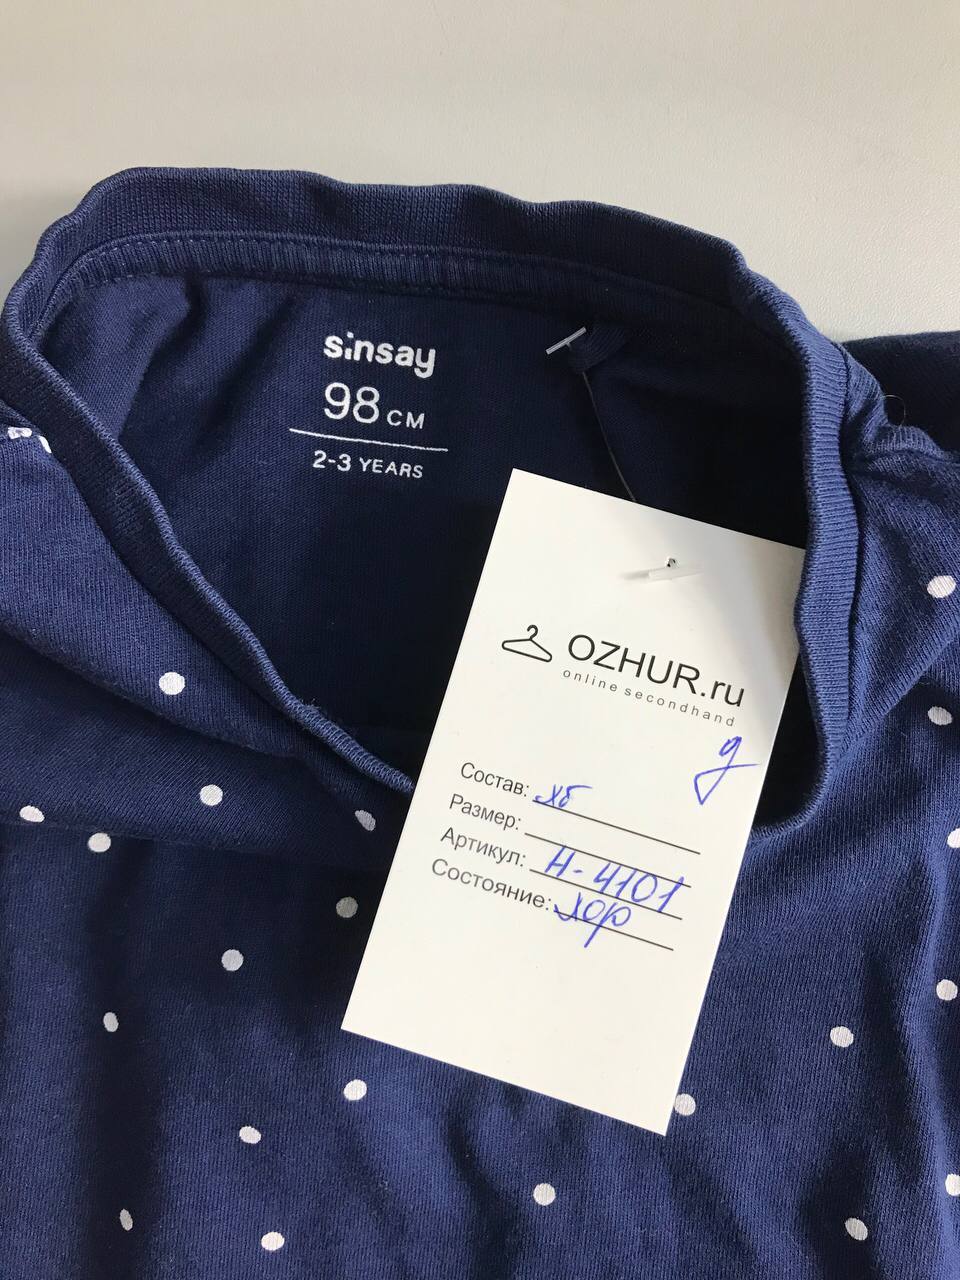 sinsay
98 CM
2-3 YEARS
OZHUR.ru
online secondhand
Состав: хб
Размер:
Артикул: Н-4101
Состояние: хор